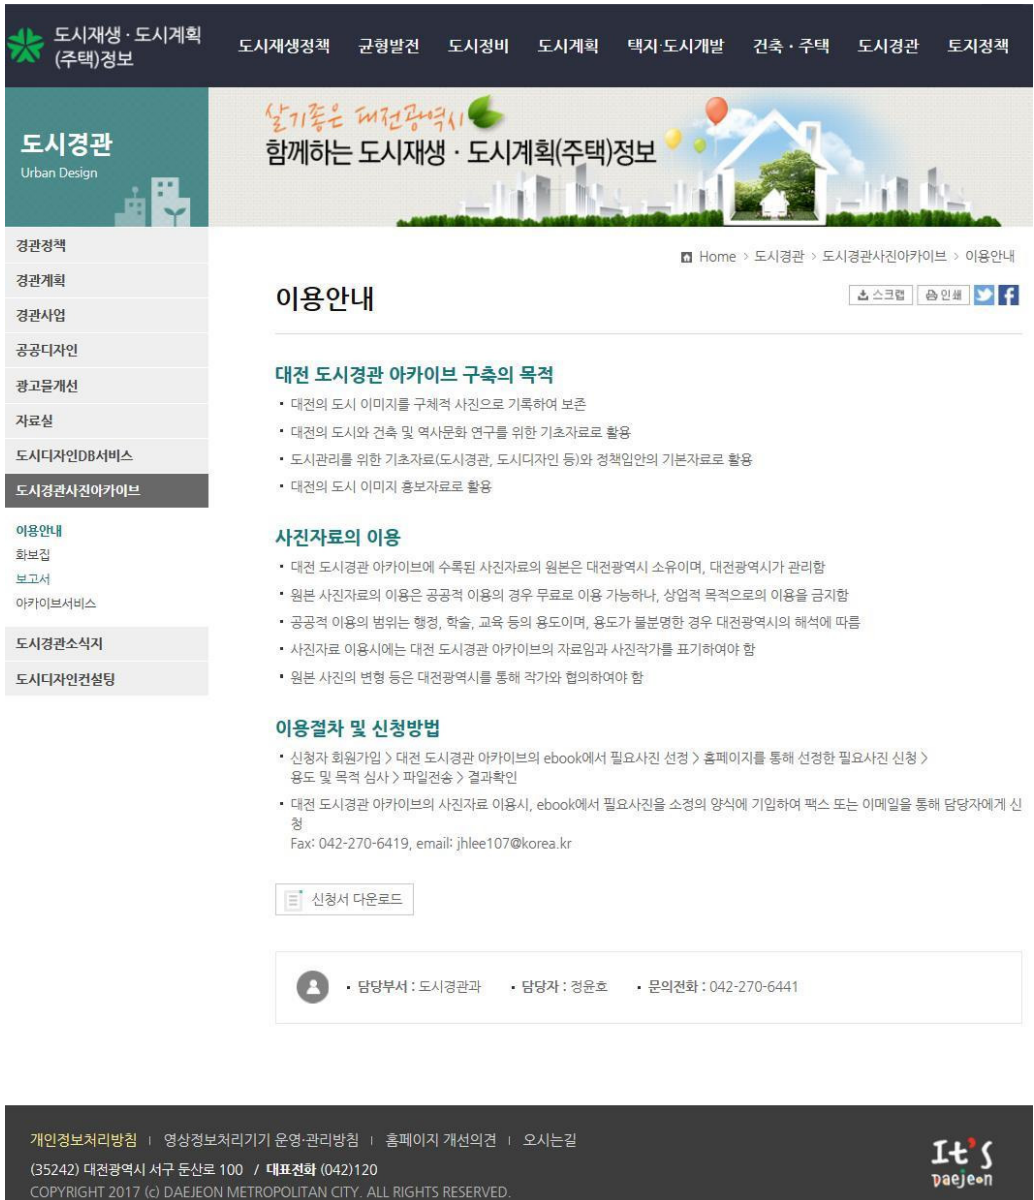 도시재생·도시계획
(주택)정보
도시재생정책 균형발전 도시정비 도시계획 택지·도시개발 건축·주택 도시경관 토지정책
도시경관
Urban Design
살기좋은 대전광역시
함께하는 도시재생·도시계획(주택)정보
경관정책
경관계획
경관사업
공공디자인
광고물개선
자료실
도시디자인DB서비스
도시경관사진아카이브
이용안내
화보집
보고서
아카이브서비스
도시경관소식지
도시디자인컨설팅
Home > 도시경관 > 도시경관사진아카이브 > 이용안내
이용안내
스크랩 인쇄
대전 도시경관 아카이브 구축의 목적
• 대전의 도시 이미지를 구체적 사진으로 기록하여 보존
• 대전의 도시와 건축 및 역사문화 연구를 위한 기초자료로 활용
• 도시관리를 위한 기초자료(도시경관, 도시디자인 등)와 정책입안의 기본자료로 활용
• 대전의 도시 이미지 홍보자료로 활용
사진자료의 이용
• 대전 도시경관 아카이브에 수록된 사진자료의 원본은 대전광역시 소유이며, 대전광역시가 관리함
• 원본 사진자료의 이용은 공공적 이용의 경우 무료로 이용 가능하나, 상업적 목적으로의 이용을 금지함
• 공공적 이용의 범위는 행정, 학술, 교육 등의 용도이며, 용도가 불분명한 경우 대전광역시의 해석에 따름
• 사진자료 이용시에는 대전 도시경관 아카이브의 자료임과 사진작가를 표기하여야 함
• 원본 사진의 변형 등은 대전광역시를 통해 작가와 협의하여야 함
이용절차 및 신청방법
• 신청자 회원가입 > 대전 도시경관 아카이브의 ebook에서 필요사진 선정 > 홈페이지를 통해 선정한 필요사진 신청 >
용도 및 목적 심사 > 파일전송 > 결과확인
• 대전 도시경관 아카이브의 사진자료 이용시, ebook에서 필요사진을 소정의 양식에 기입하여 팩스 또는 이메일을 통해 담당자에게 신
청
Fax: 042-270-6419, email: jhlee107@korea.kr
신청서 다운로드
• 담당부서 : 도시경관과 • 담당자 : 정윤호 • 문의전화 : 042-270-6441
개인정보처리방침 | 영상정보처리기기 운영·관리방침 | 홈페이지 개선의견 | 오시는길
(35242) 대전광역시 서구 둔산로 100 / 대표전화 (042)120
COPYRIGHT 2017 (c) DAEJEON METROPOLITAN CITY. ALL RIGHTS RESERVED.
It's
Daejeon